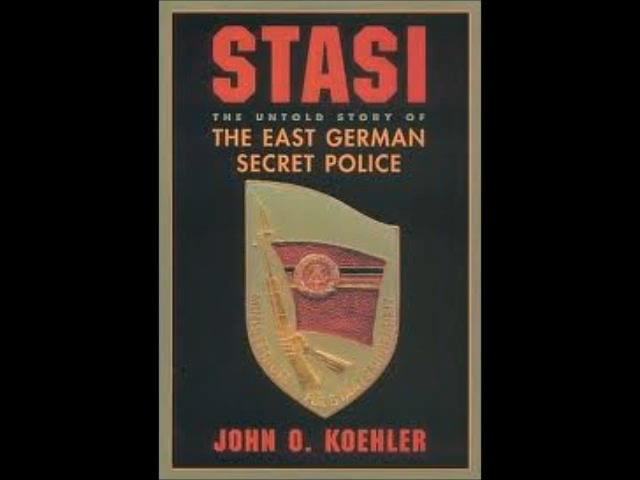 STASI
THE UNTOLD STORY OF
THE EAST GERMAN
SECRET POLICE
JOHN O. KOEHLER